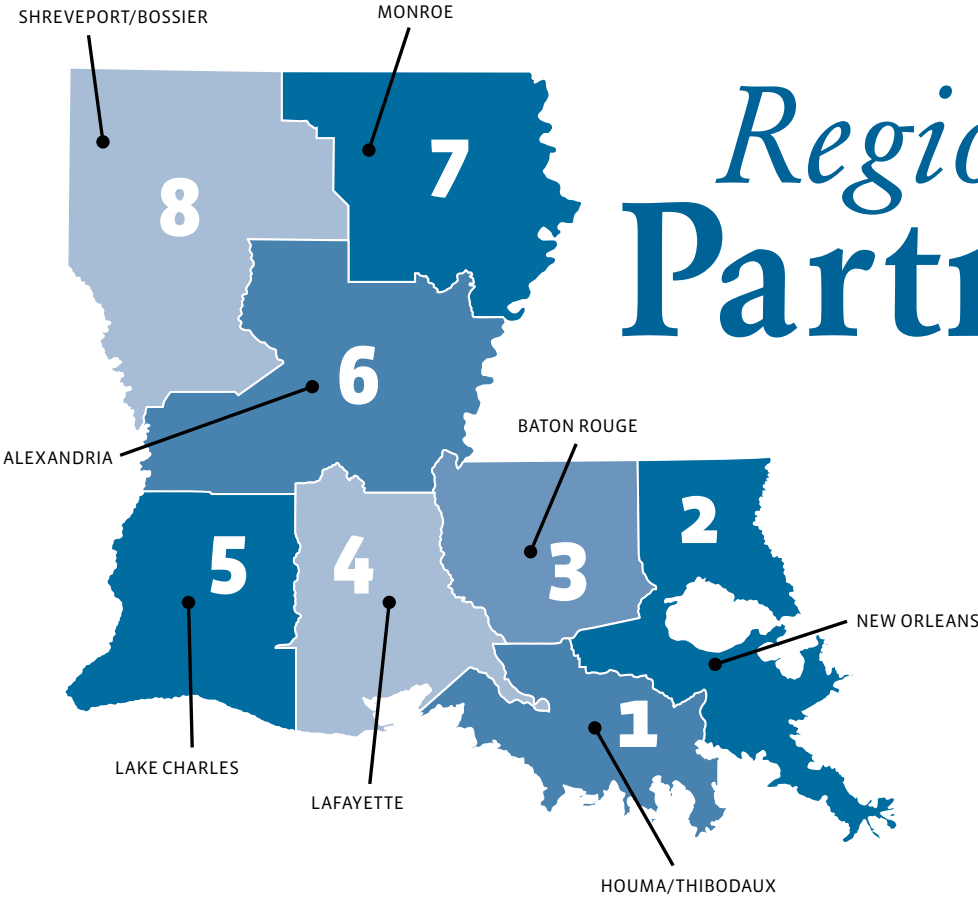 SHREVEPORT/BOSSIER
MONROE
Regio
Partn
7
8
6
BATON ROUGE
ALEXANDRIA
2
5
4
3
NEW ORLEANS
1
LAKE CHARLES
LAFAYETTE
HOUMA/THIBODAUX